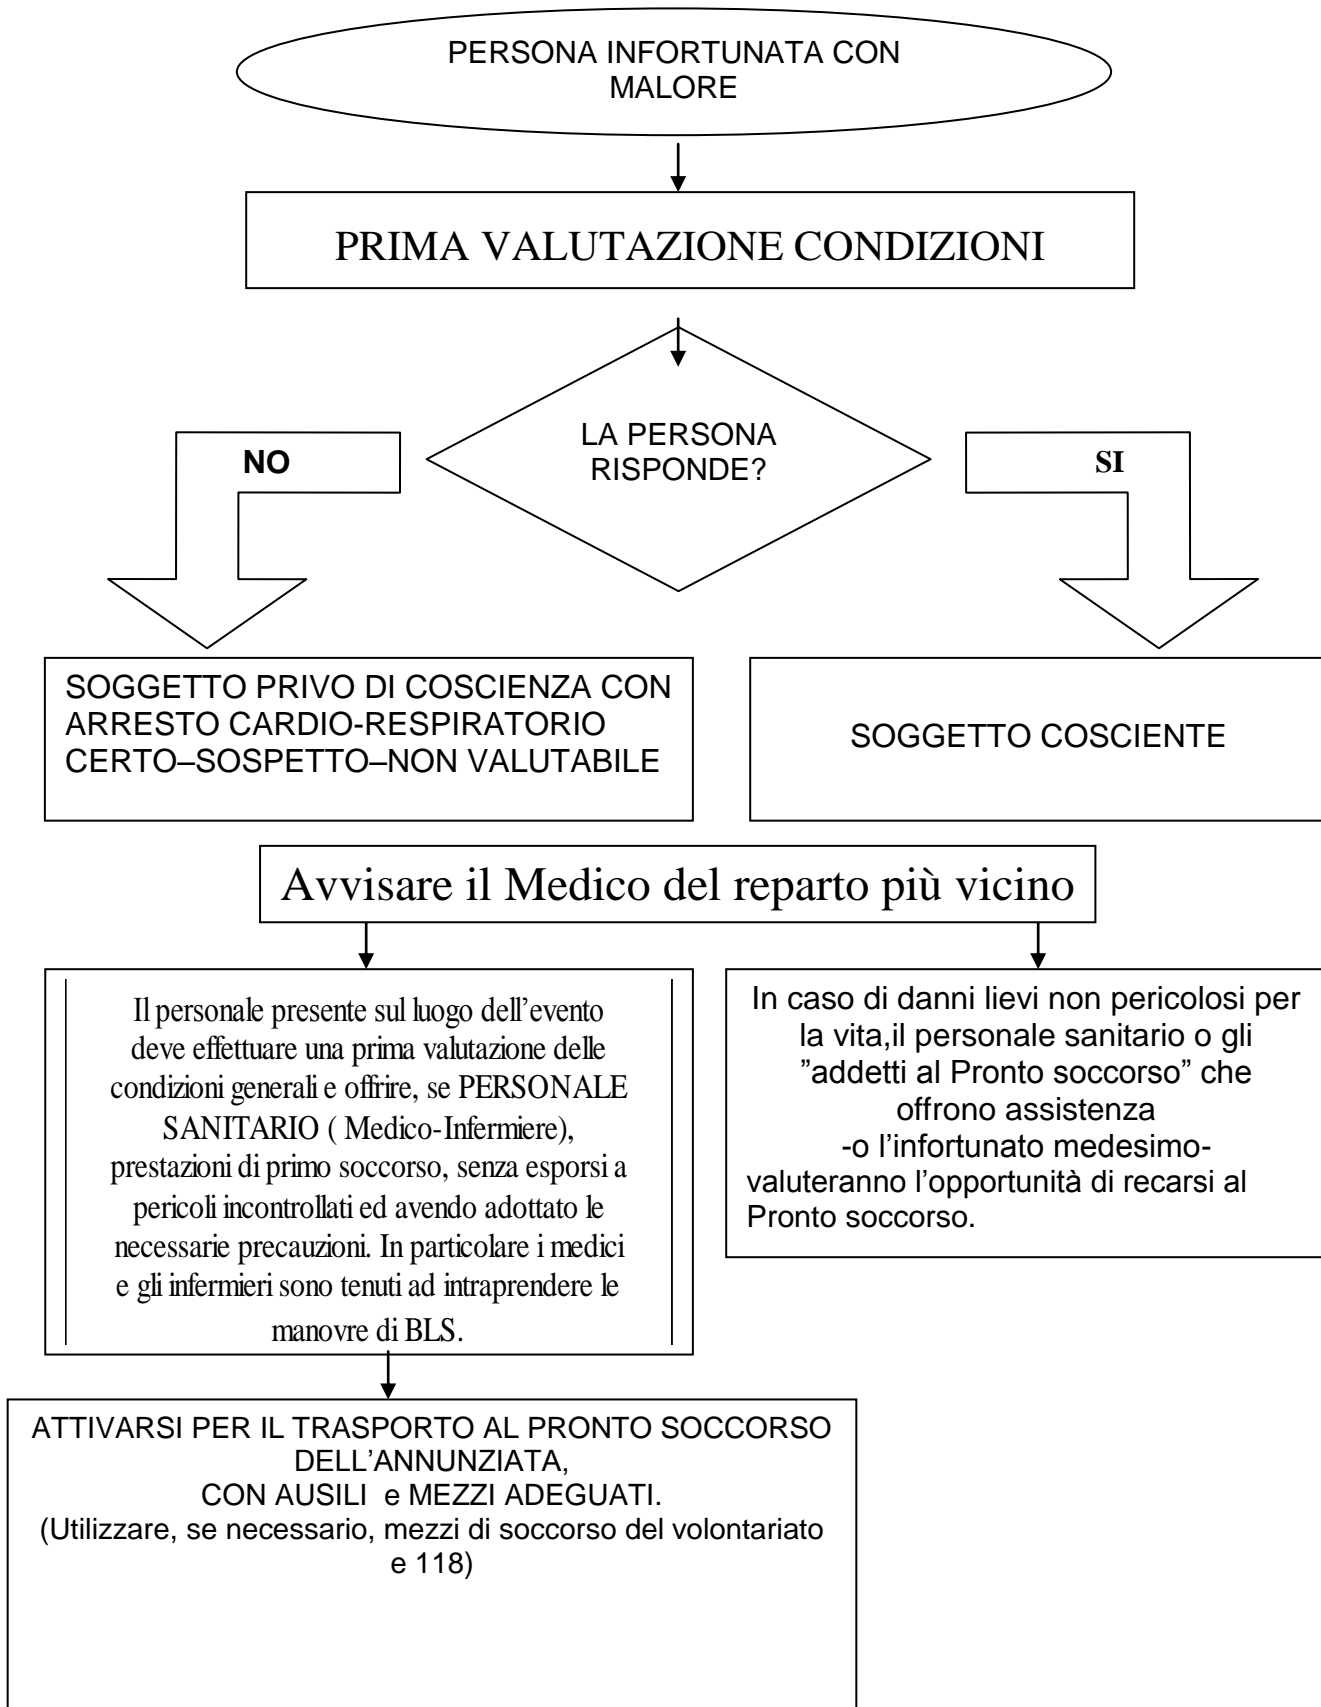 PERSONA INFORTUNATA CON
MALORE
PRIMA VALUTAZIONE CONDIZIONI
LA PERSONA
RISPONDE?
NO
SI
SOGGETTO PRIVO DI COSCIENZA CON
ARRESTO CARDIO-RESPIRATORIO
CERTO–SOSPETTO–NON VALUTABILE
SOGGETTO COSCIENTE
Avvisare il Medico del reparto più vicino
Il personale presente sul luogo dell’evento
deve effettuare una prima valutazione delle
condizioni generali e offrire, se PERSONALE
SANITARIO ( Medico-Infermiere),
prestazioni di primo soccorso, senza esporsi a
pericoli incontrollati ed avendo adottato le
necessarie precauzioni. In particolare i medici
e gli infermieri sono tenuti ad intraprendere le
manovre di BLS.
In caso di danni lievi non pericolosi per
la vita,il personale sanitario o gli
”addetti al Pronto soccorso” che
offrono assistenza
-o l’infortunato medesimo-
valuteranno l’opportunità di recarsi al
Pronto soccorso.
ATTIVARSI PER IL TRASPORTO AL PRONTO SOCCORSO
DELL’ANNUNZIATA,
CON AUSILI e MEZZI ADEGUATI.
(Utilizzare, se necessario, mezzi di soccorso del volontariato
e 118)